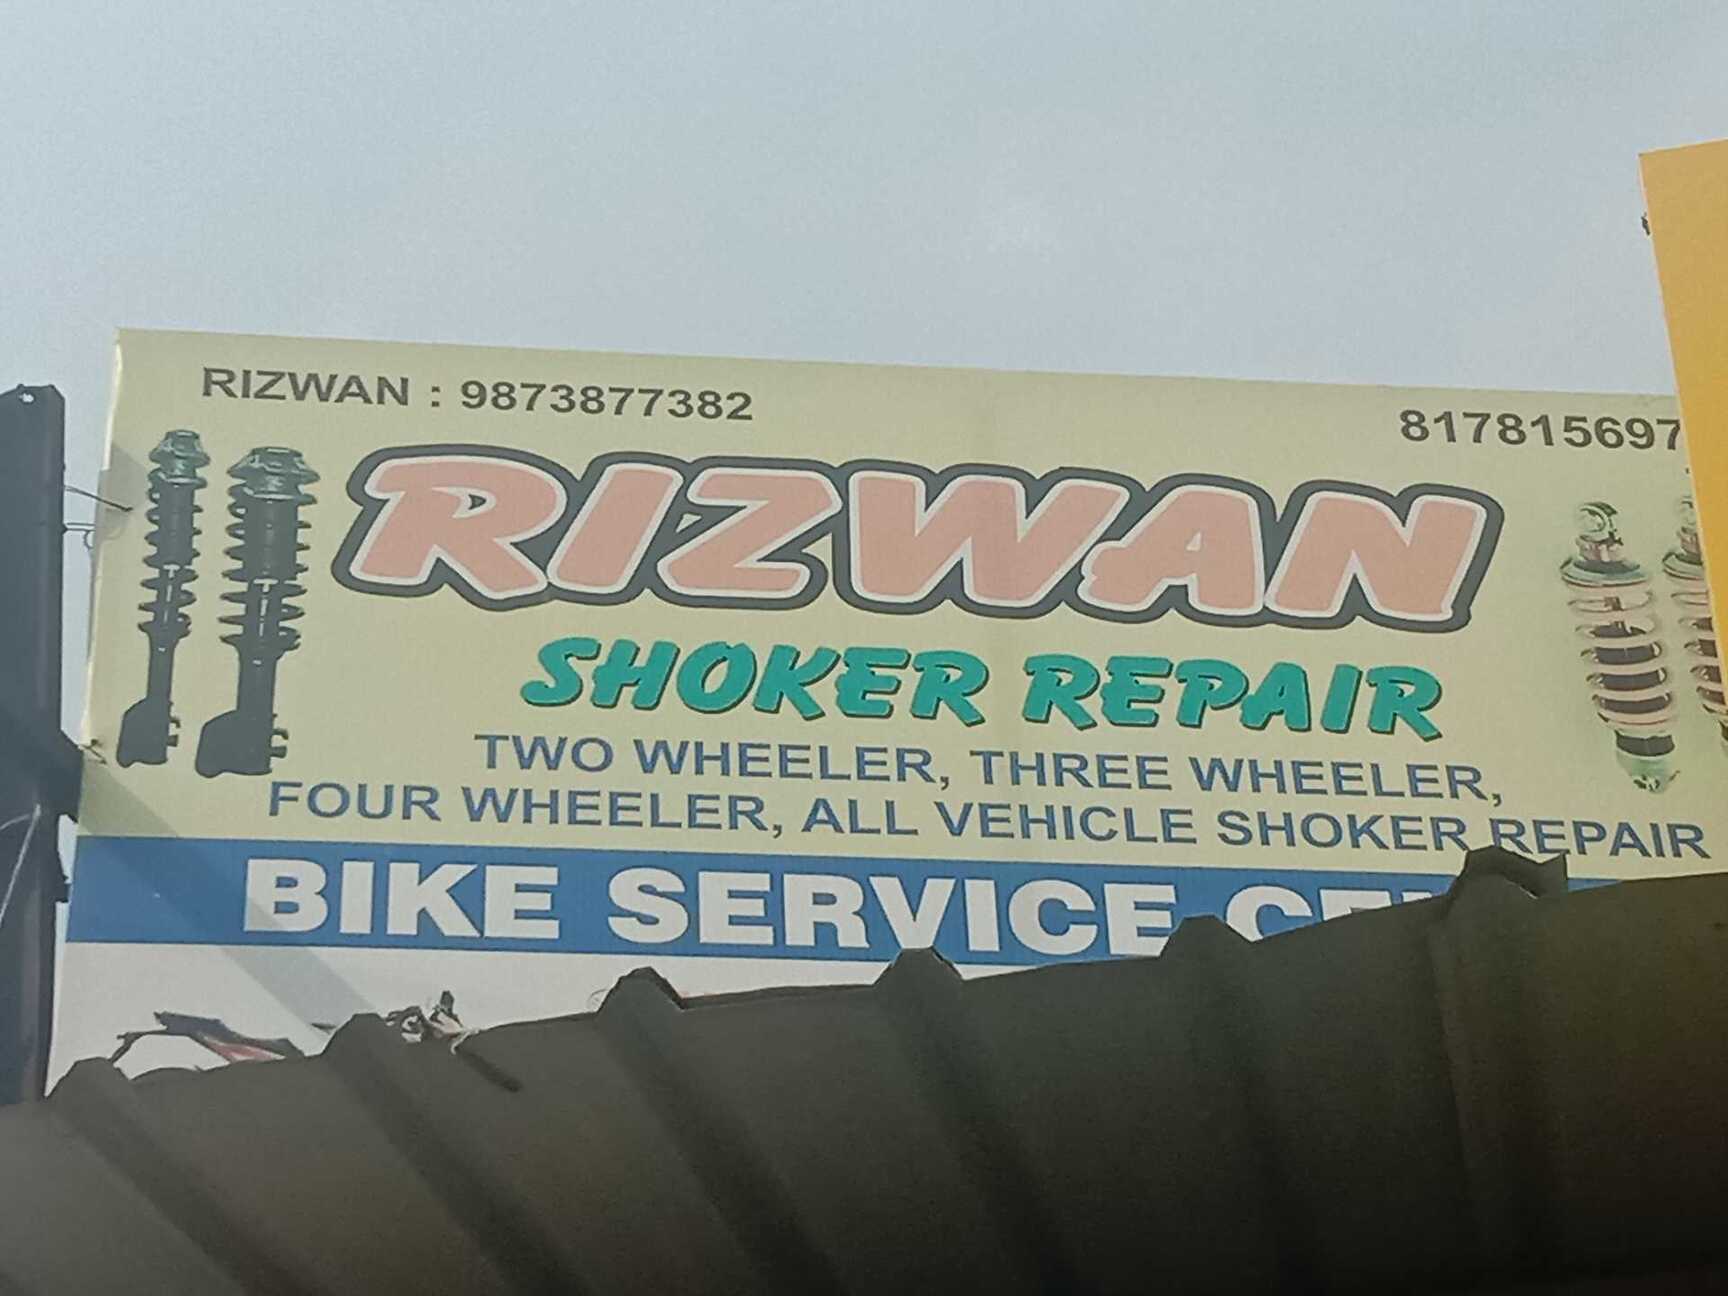 RIZWAN : 9873877382
817815697
RIZWAN
SHOKER REPAIR
TWO WHEELER, THREE WHEELER,
FOUR WHEELER, ALL VEHICLE SHOKER REPAIR
BIKE SERVICE